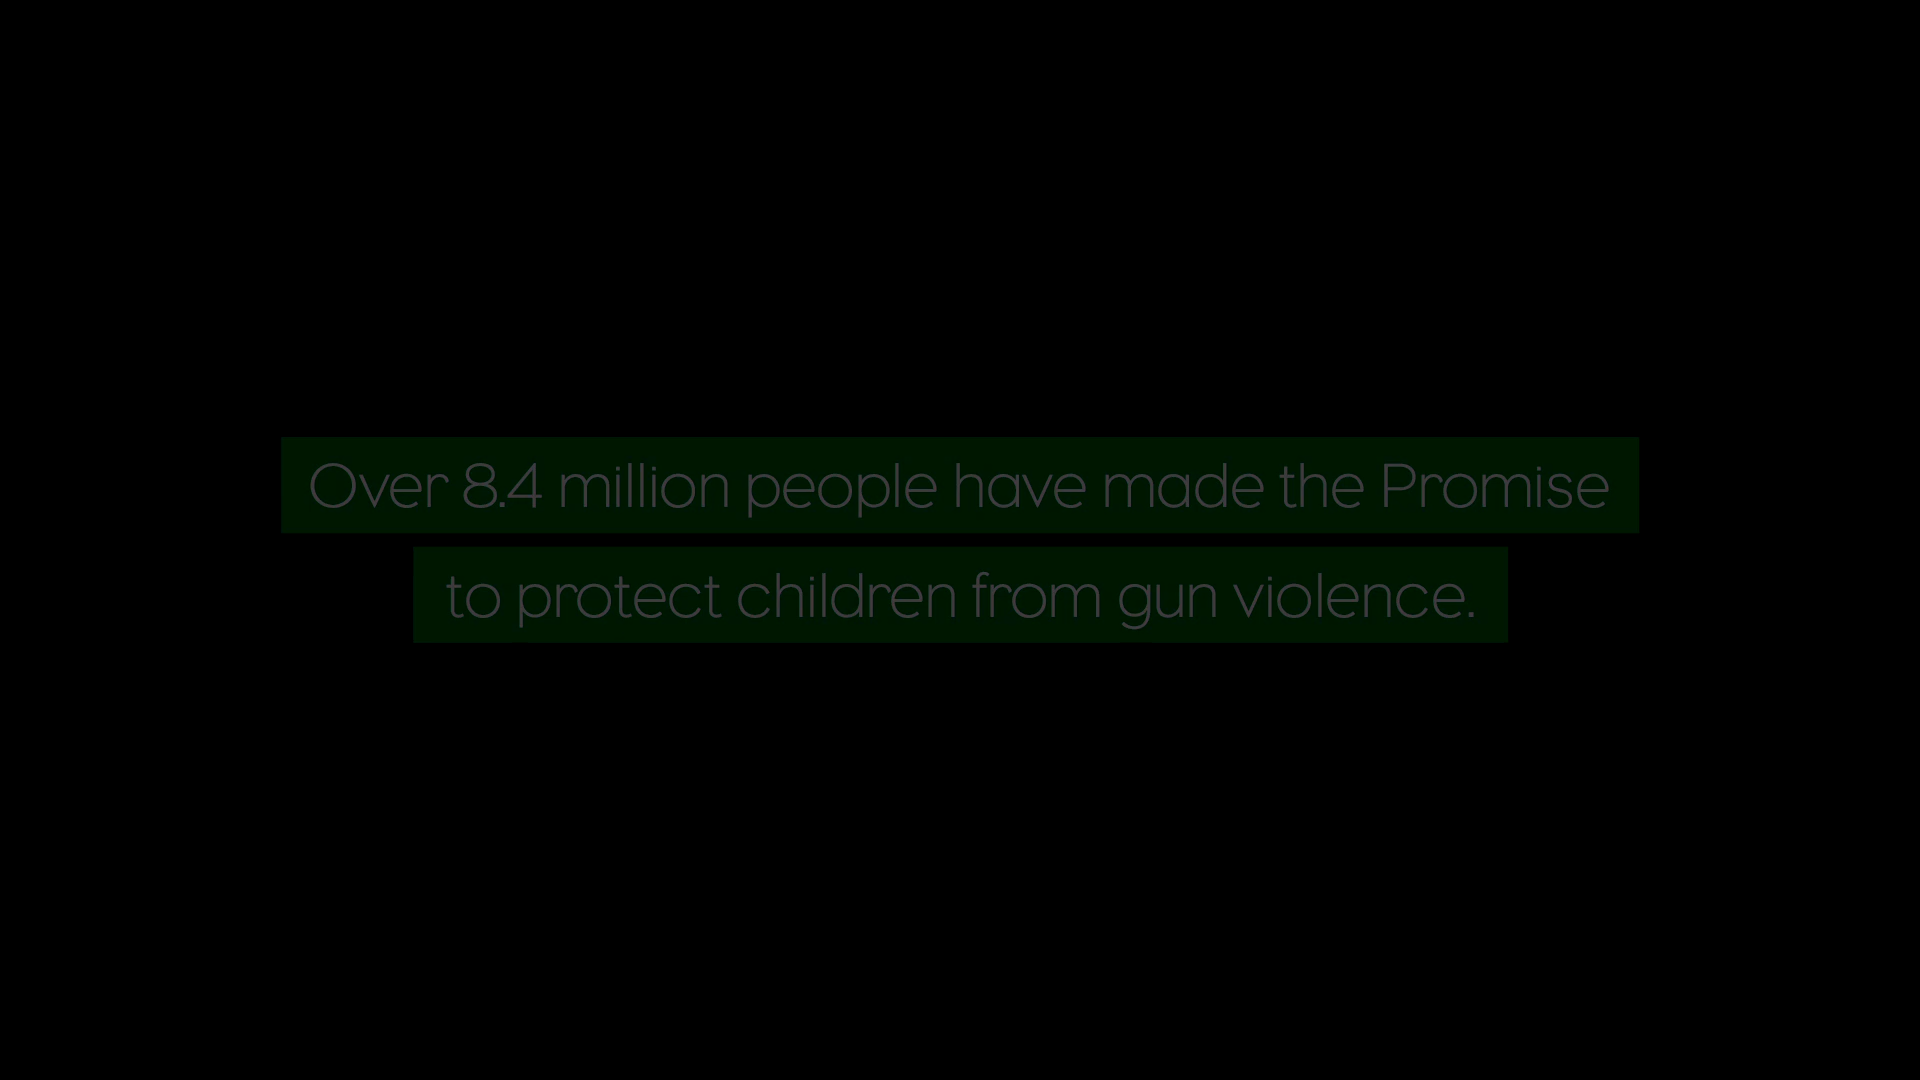 Over 8.4 million people have made the Promise
to protect children from gun violence.